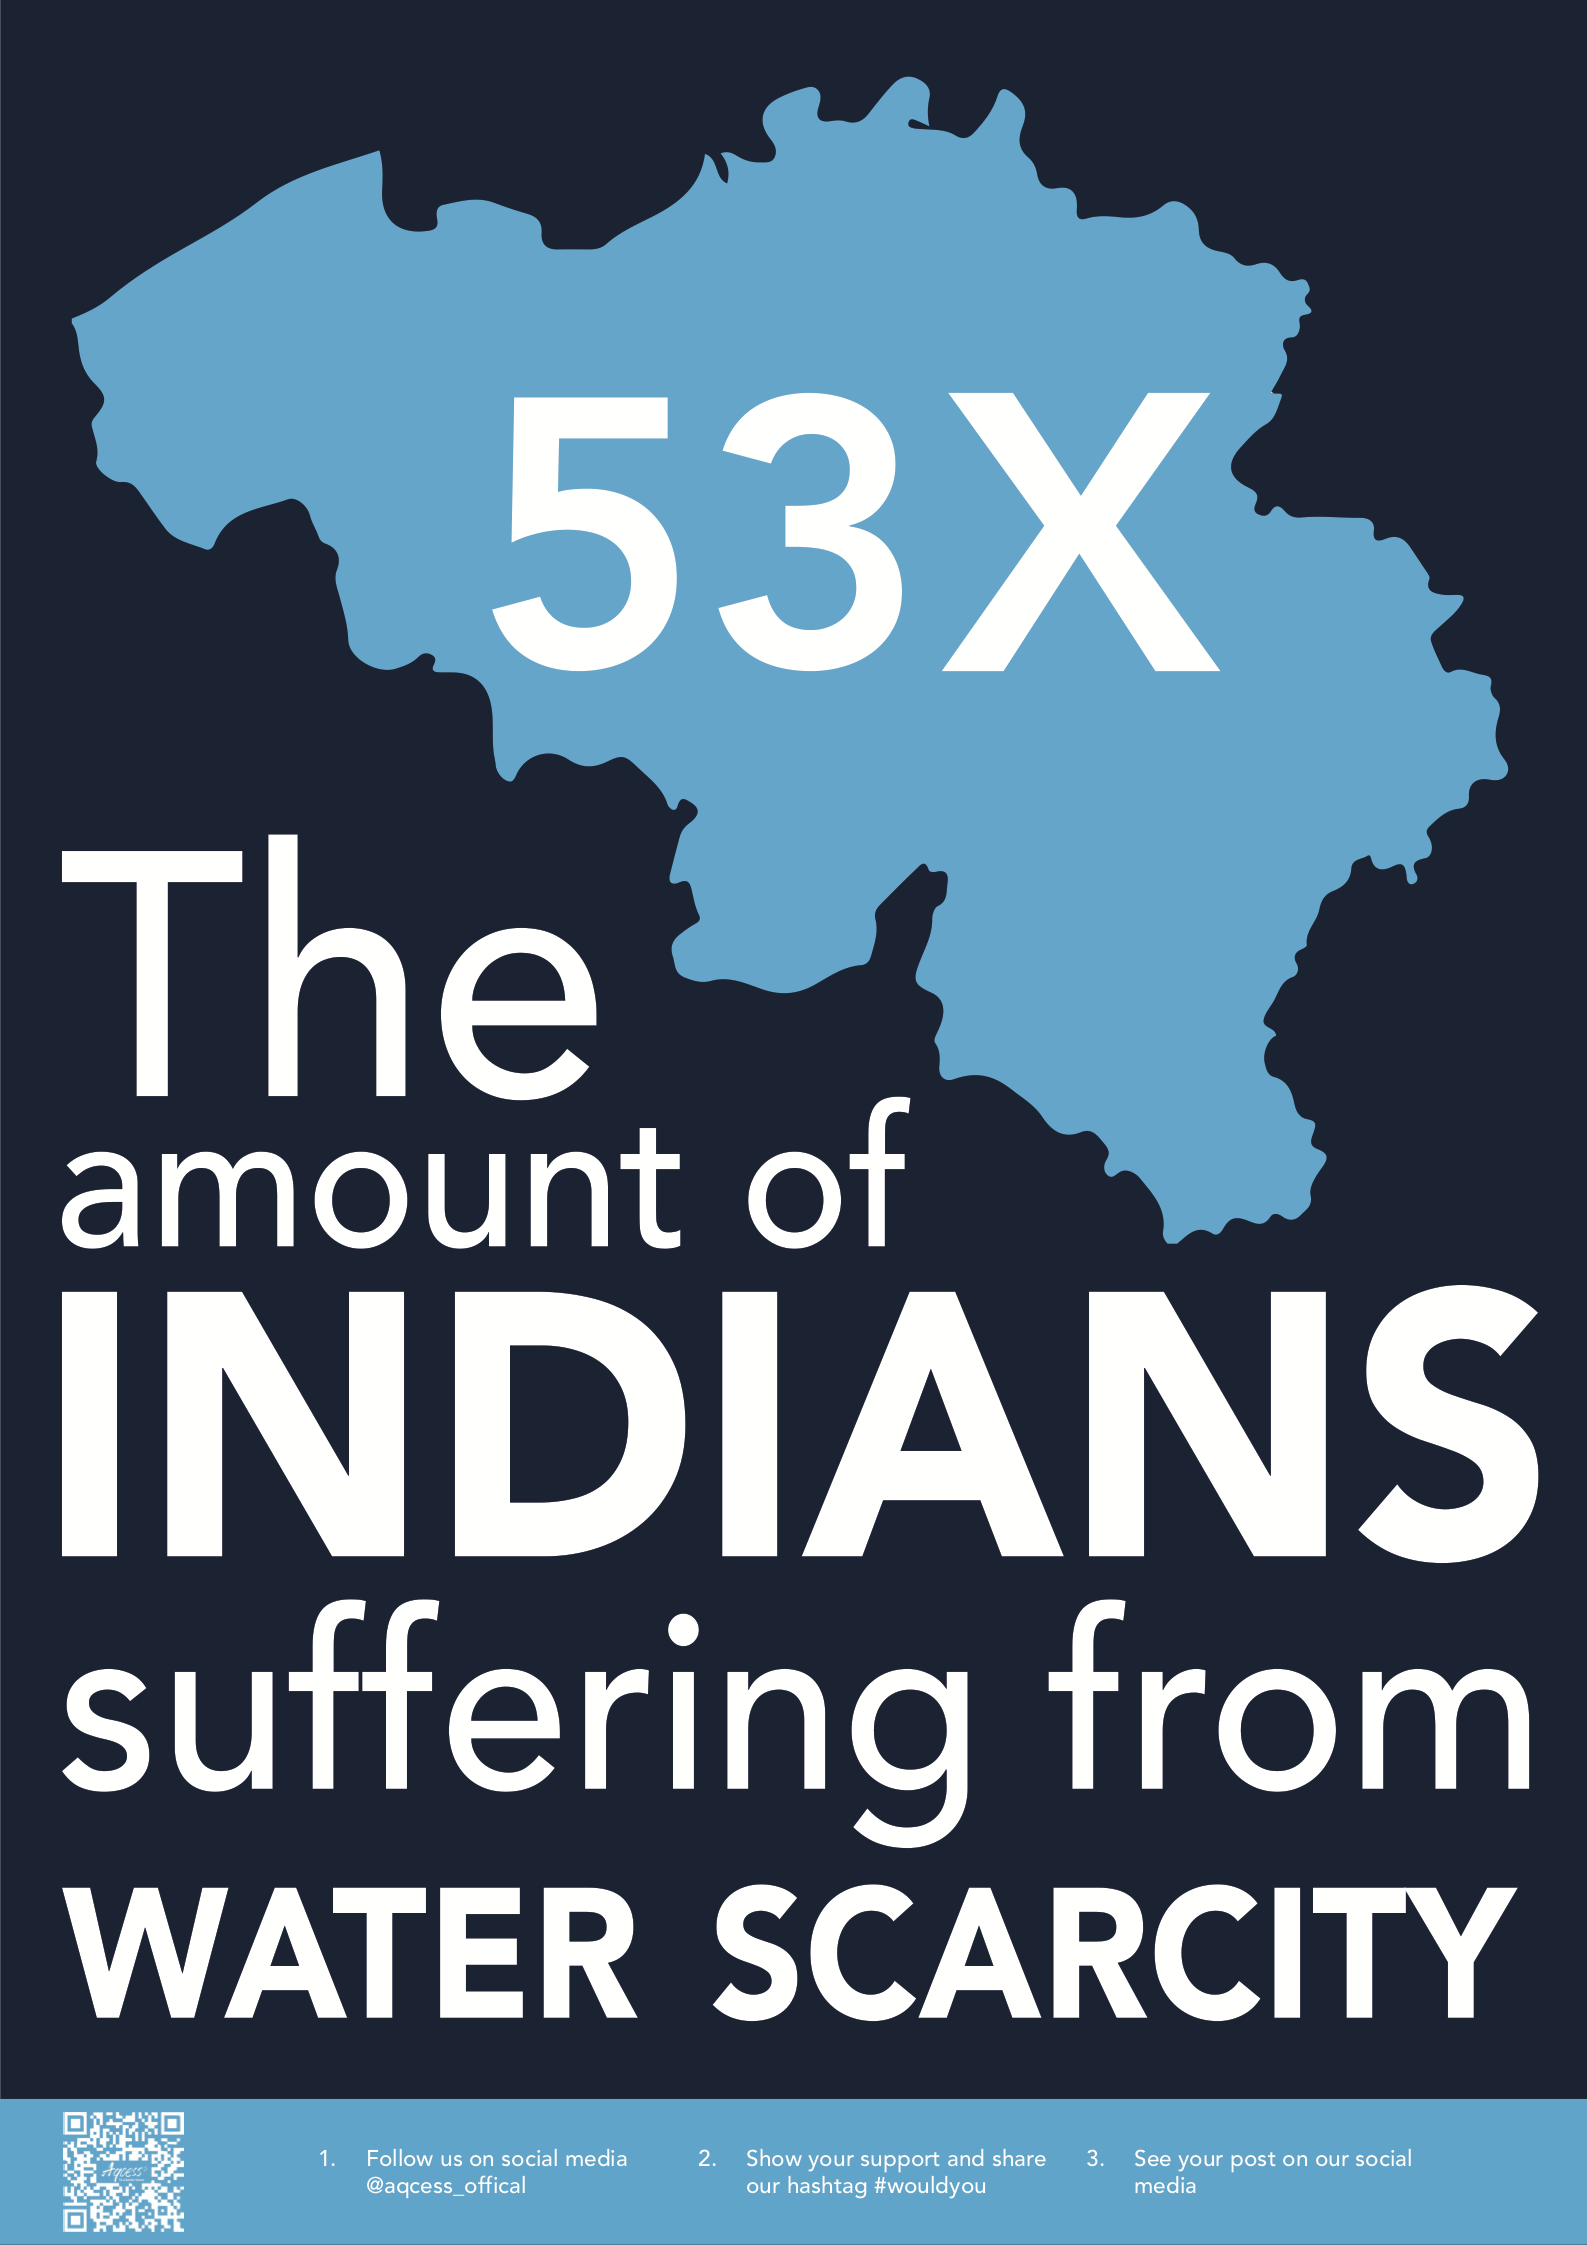 53X
The
amount of
INDIANS
suffering from
WATER SCARCITY
Aqcess
1. Follow us on social media
@aqcess_offical
2. Show your support and share
our hashtag #wouldyou
3. See your post on our social
media